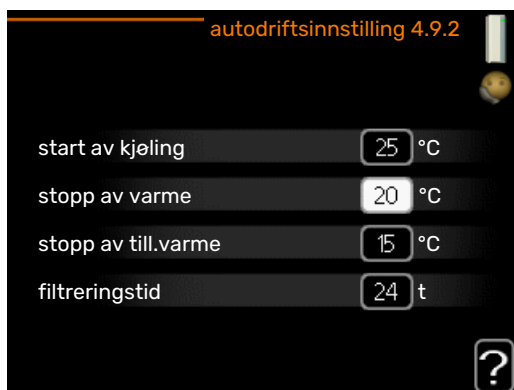 autodriftsinnstilling 4.9.2
start av kjøling 25 °C
stopp av varme 20 °C
stopp av till.varme 15 °C
filtreringstid 24 t
?